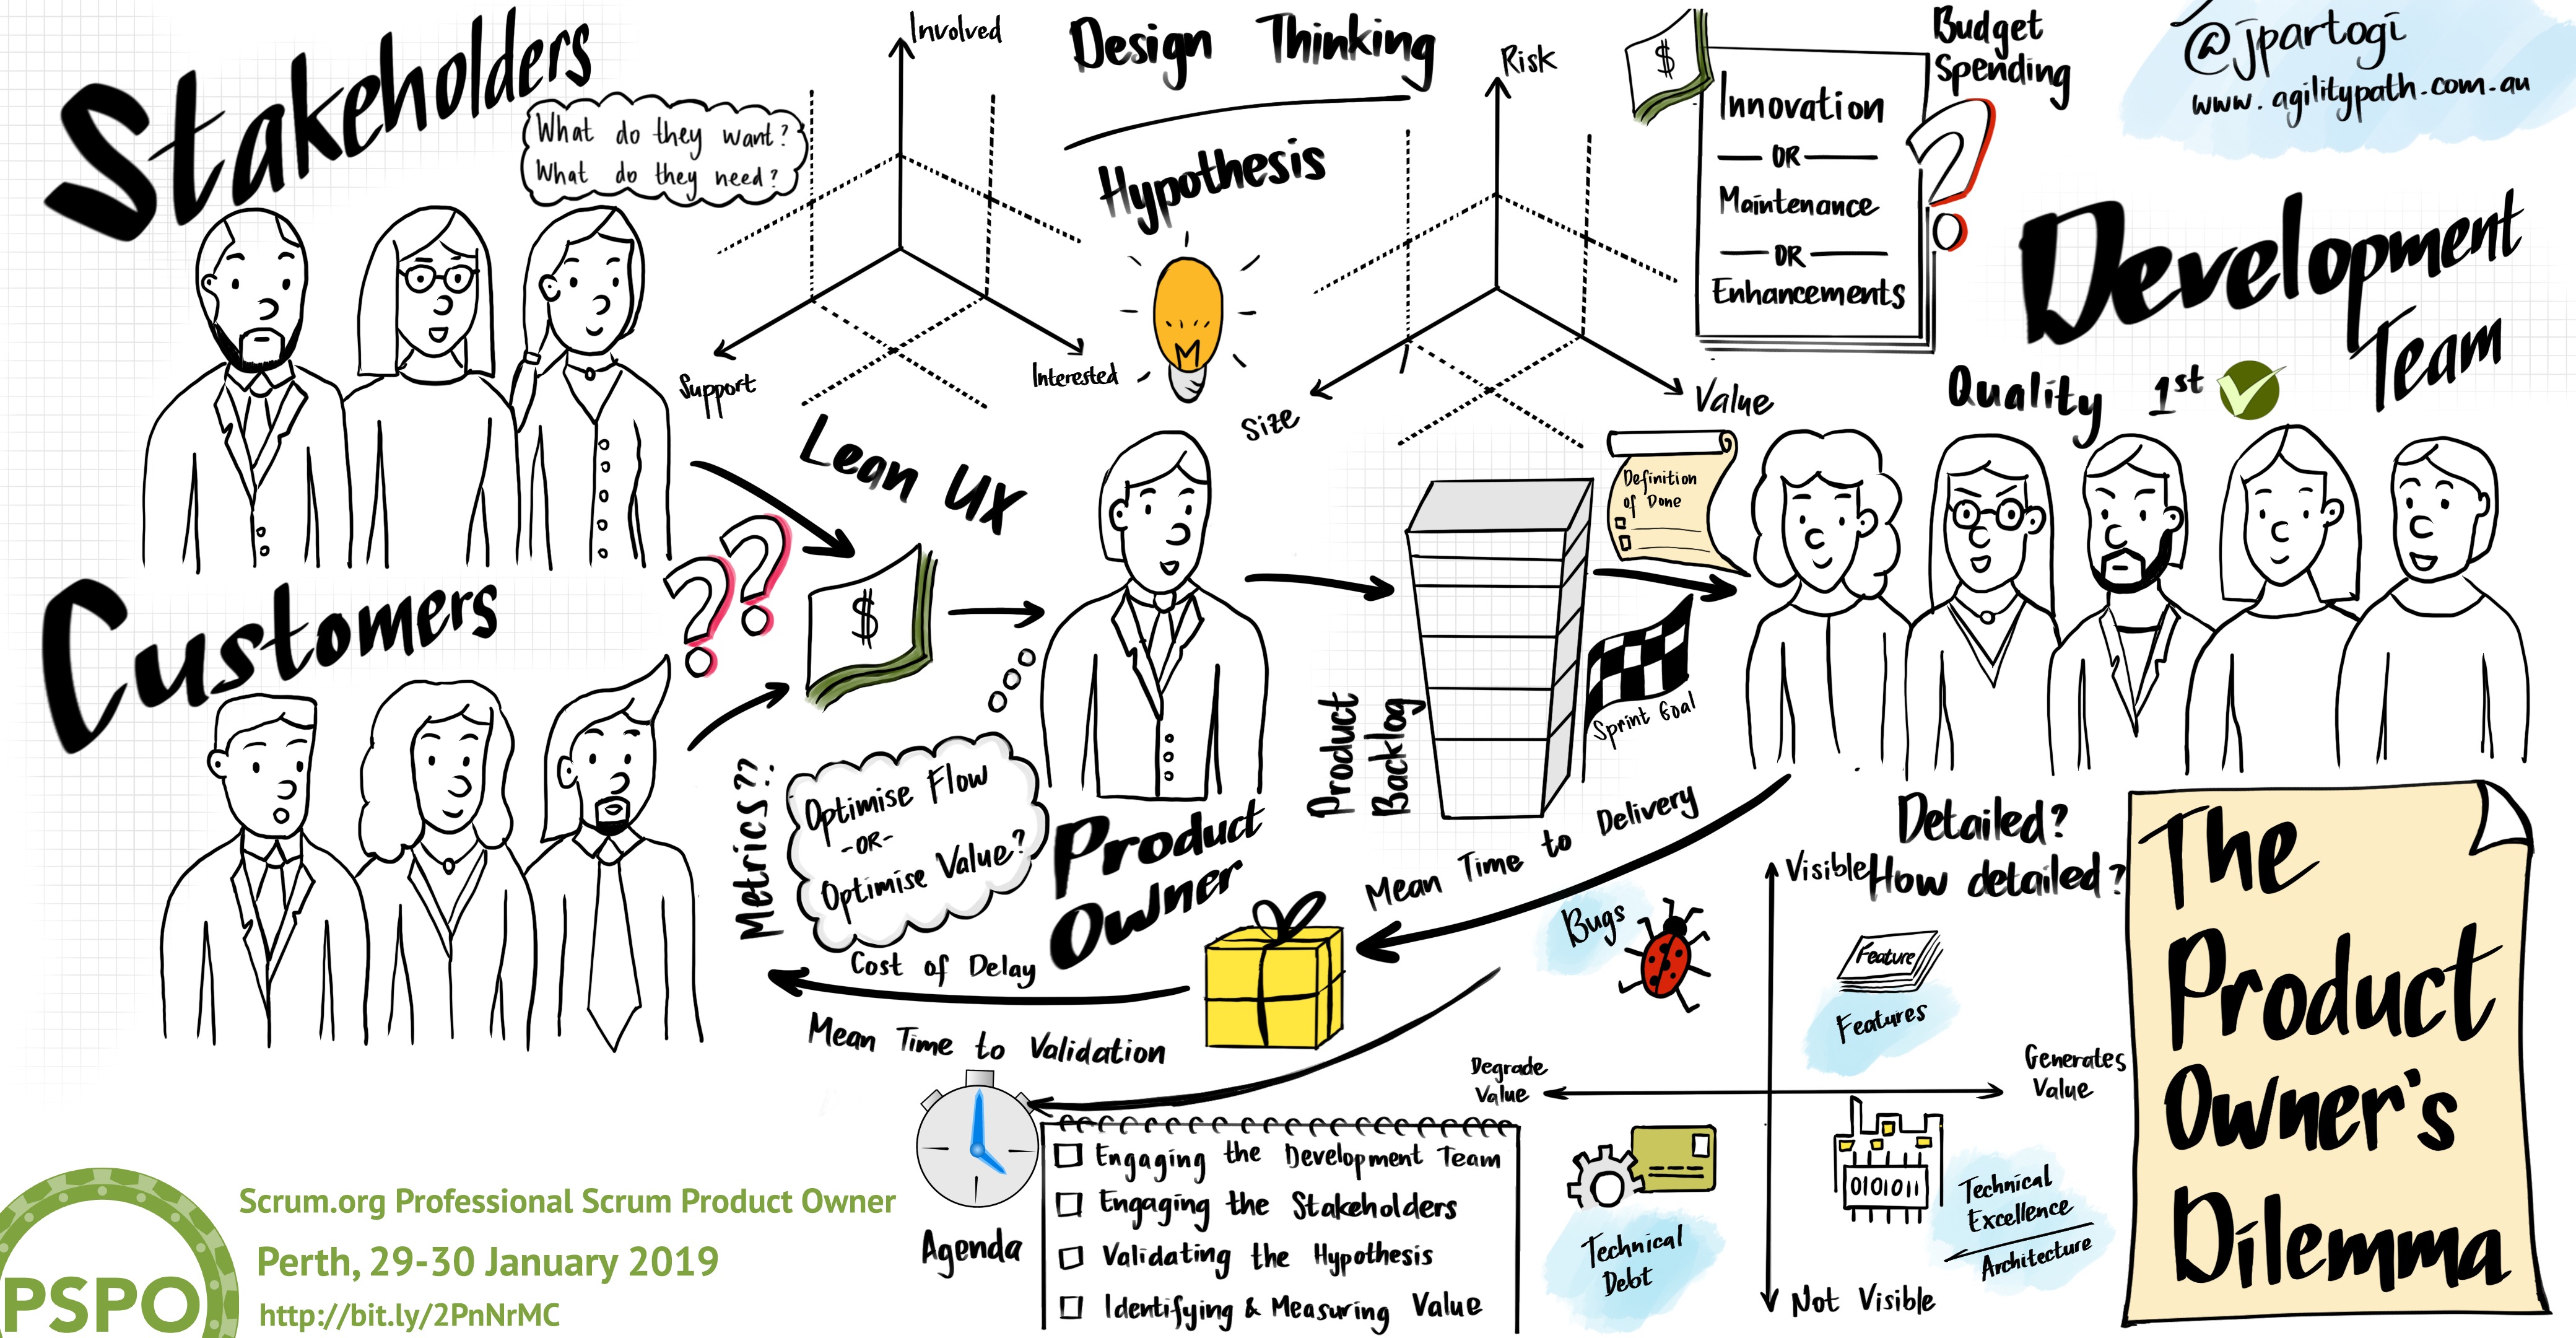 Stakeholders
What do they want?
What do they need?
Involved
Support
Interested
Design Thinking
Hypothesis
Risk
Size
Value
$
Innovation
OR
Maintenance
OR
Enhancements
Budget
Spending
?
@jpartogi
www.agilitypath.com.au
Development
Team
Quality 1st
Lean UX
??
$
Customers
Metrics??
Optimise Flow
-OR-
Optimise Value?
Product
Owner
Product
Backlog
Definition
of Done
Sprint Goal
Mean Time to Delivery
Cost of Delay
Mean Time to Validation
Agenda
Engaging the Development Team
Engaging the Stakeholders
Validating the Hypothesis
Identifying & Measuring Value
Detailed?
How detailed?
Visible
Not Visible
Degrade
Value
Generates
Value
Bugs
Feature
Features
Technical
Debt
0101011
Technical
Excellence
Architecture
The
Product
Owner's
Dilemma
PSPO
Scrum.org Professional Scrum Product Owner
Perth, 29-30 January 2019
http://bit.ly/2PnNrMC